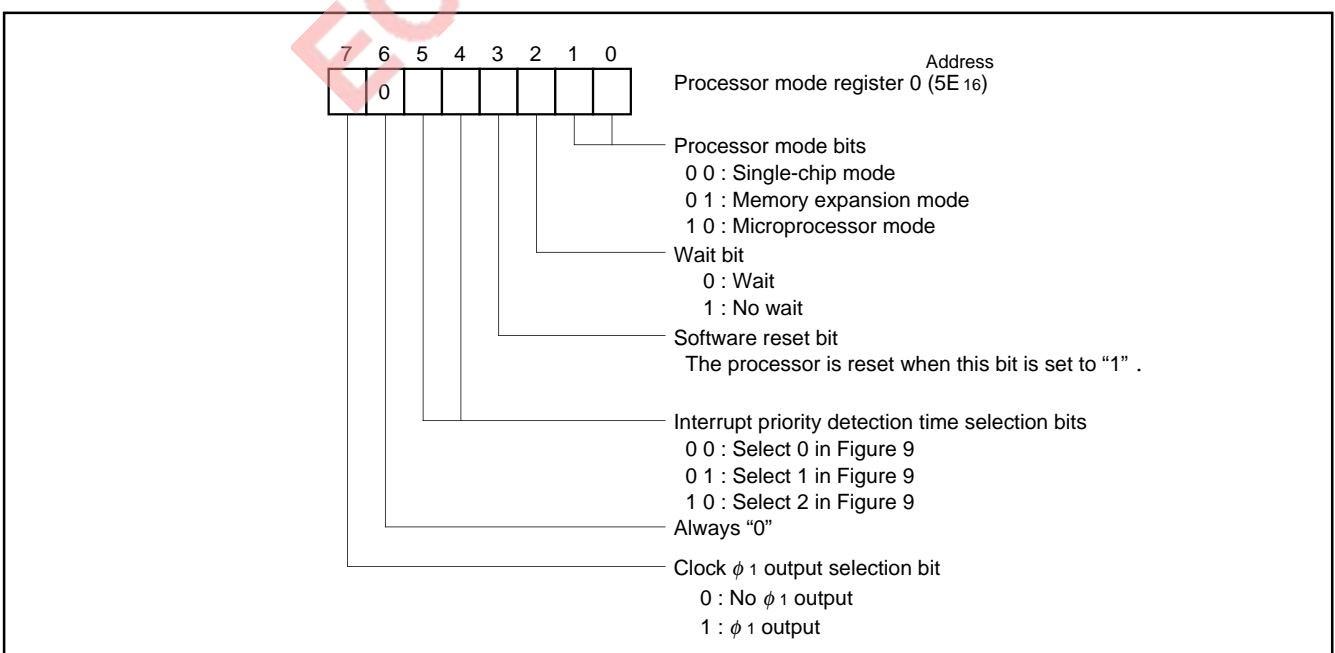 EC
7 6 5 4 3 2 1 0
Address
Processor mode register 0 (5E 16)
0
Processor mode bits
0 0 : Single-chip mode
0 1 : Memory expansion mode
1 0 : Microprocessor mode
Wait bit
0 : Wait
1 : No wait
Software reset bit
The processor is reset when this bit is set to “1” .
Interrupt priority detection time selection bits
0 0 : Select 0 in Figure 9
0 1 : Select 1 in Figure 9
1 0 : Select 2 in Figure 9
Always “0”
Clock ϕ 1 output selection bit
0 : No ϕ 1 output
1 : ϕ 1 output